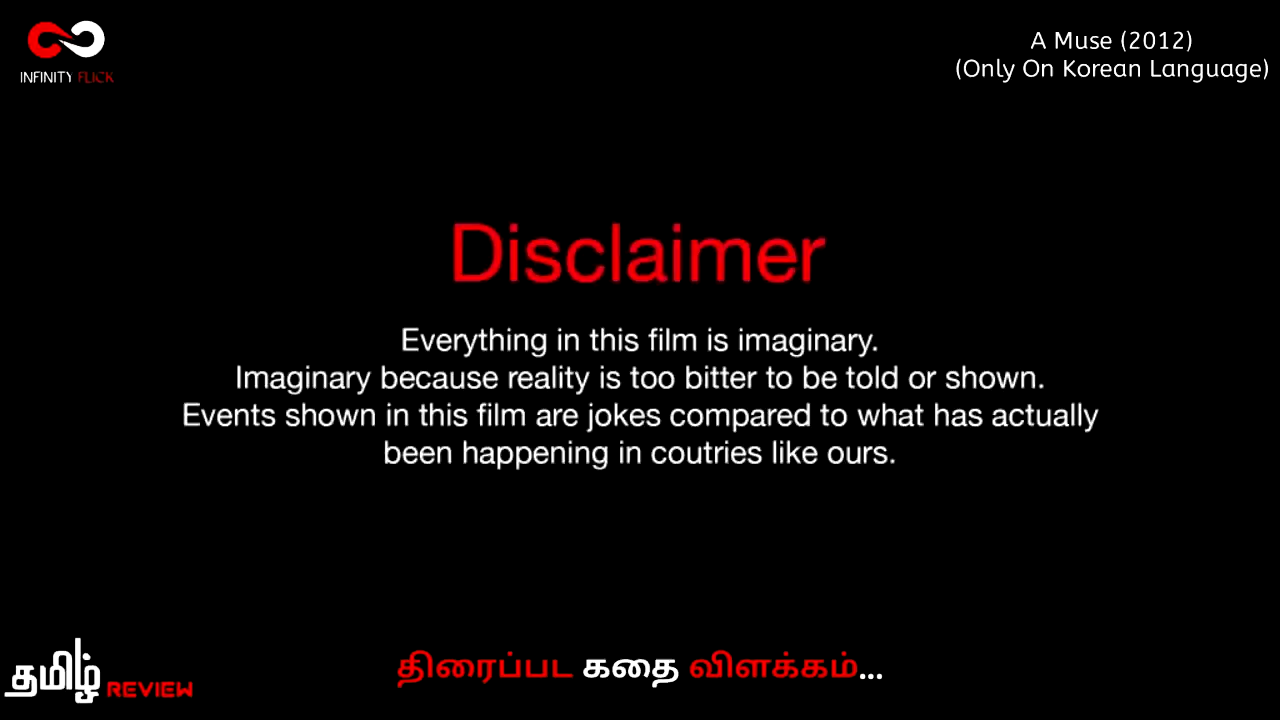 INFINITY FLICK
A Muse (2012)
(Only On Korean Language)
Disclaimer
Everything in this film is imaginary.
Imaginary because reality is too bitter to be told or shown.
Events shown in this film are jokes compared to what has actually
been happening in coutries like ours.
தமிழ் REVIEW
திரைப்பட கதை விளக்கம்...